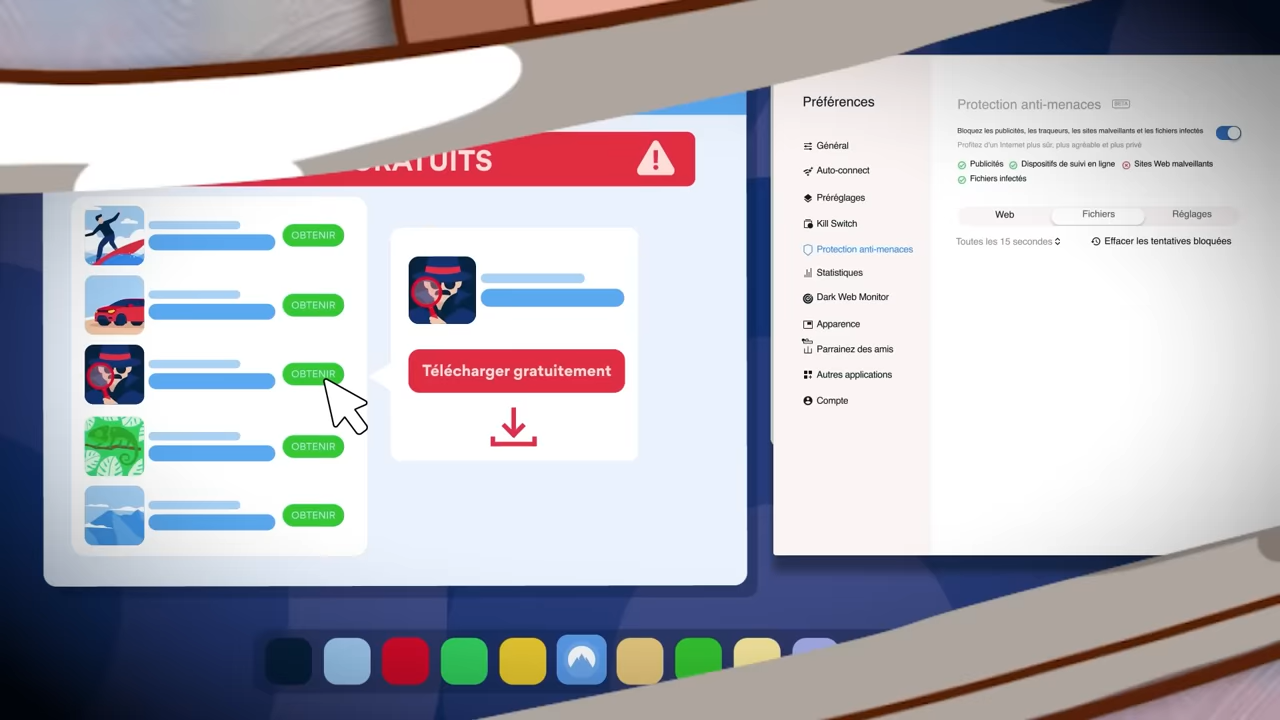 GRATUITS
OBTENIR
OBTENIR
OBTENIR
OBTENIR
OBTENIR
Télécharger gratuitement
Préférences
Général
Auto-connect
Préréglages
Kill Switch
Protection anti-menaces
Statistiques
Dark Web Monitor
Apparence
Parrainez des amis
Autres applications
Compte
Protection anti-menaces BETA
Bloquez les publicités, les traqueurs, les sites malveillants et les fichiers infectés
Profitez d'un Internet plus sûr, plus agréable et plus privé
Publicités Dispositifs de suivi en ligne Sites Web malveillants
Fichiers infectés
Web Fichiers Réglages
Toutes les 15 secondes Effacer les tentatives bloquées